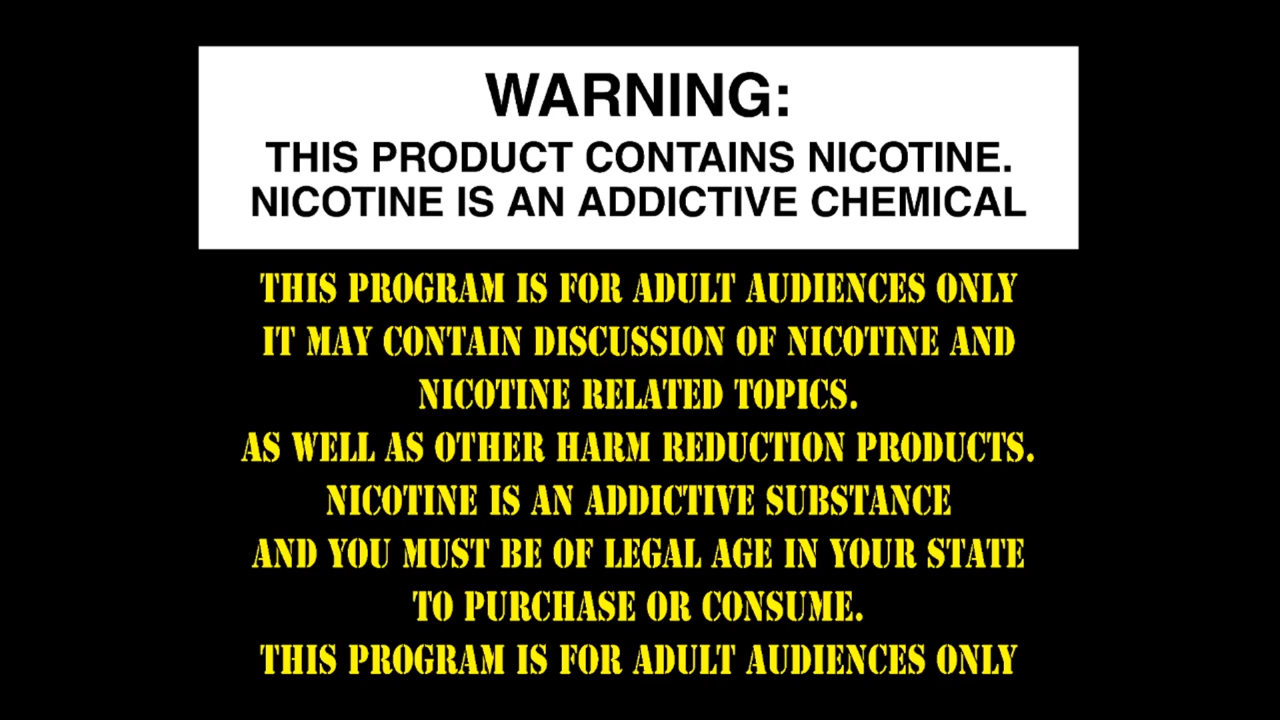 WARNING:
THIS PRODUCT CONTAINS NICOTINE.
NICOTINE IS AN ADDICTIVE CHEMICAL
THIS PROGRAM IS FOR ADULT AUDIENCES ONLY
IT MAY CONTAIN DISCUSSION OF NICOTINE AND
NICOTINE RELATED TOPICS.
AS WELL AS OTHER HARM REDUCTION PRODUCTS.
NICOTINE IS AN ADDICTIVE SUBSTANCE
AND YOU MUST BE OF LEGAL AGE IN YOUR STATE
TO PURCHASE OR CONSUME.
THIS PROGRAM IS FOR ADULT AUDIENCES ONLY